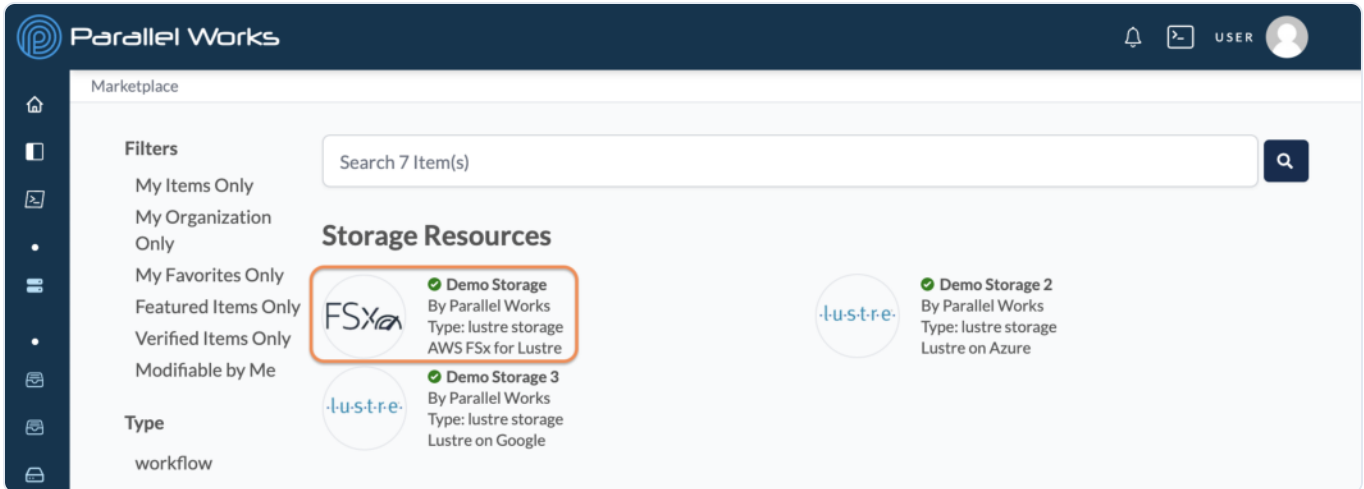 Parallel Works
USER
Marketplace
Filters
My Items Only
My Organization
Only
My Favorites Only
Featured Items Only
Verified Items Only
Modifiable by Me
Type
workflow
Search 7 Item(s)
Storage Resources
FSx
Demo Storage
By Parallel Works
Type: lustre storage
AWS FSx for Lustre
·l·u·s·t·r·e·
Demo Storage 2
By Parallel Works
Type: lustre storage
Lustre on Azure
·l·u·s·t·r·e·
Demo Storage 3
By Parallel Works
Type: lustre storage
Lustre on Google